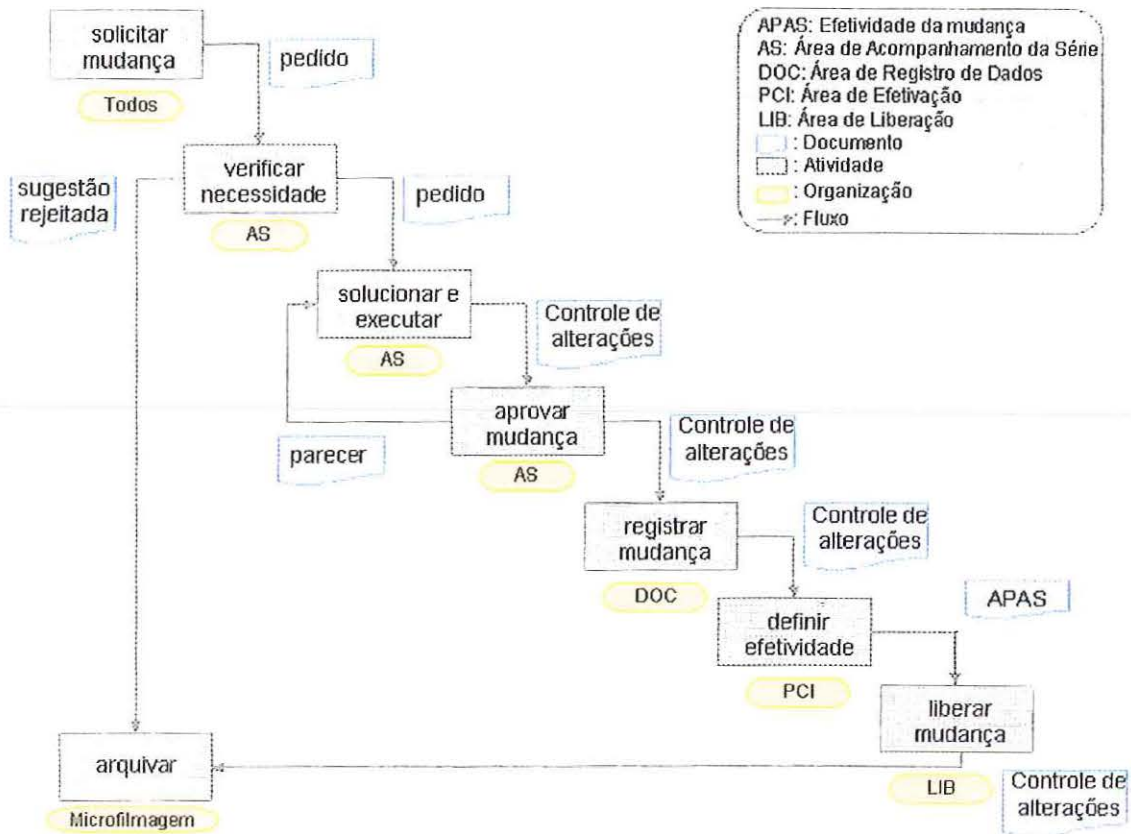 solicitar
mudança
pedido
Todos
APAS: Efetividade da mudança
AS: Área de Acompanhamento da Série
DOC: Área de Registro de Dados
PCI: Área de Efetivação
LIB: Área de Liberação
: Documento
: Atividade
: Organização
: Fluxo
sugestão
rejeitada
verificar
necessidade
pedido
AS
solucionar e
executar
Controle de
alterações
AS
aprovar
mudança
Controle de
alterações
parecer
AS
registrar
mudança
Controle de
alterações
DOC
APAS
definir
efetividade
PCI
liberar
mudança
arquivar
LIB
Controle de
alterações
Microfilmagem